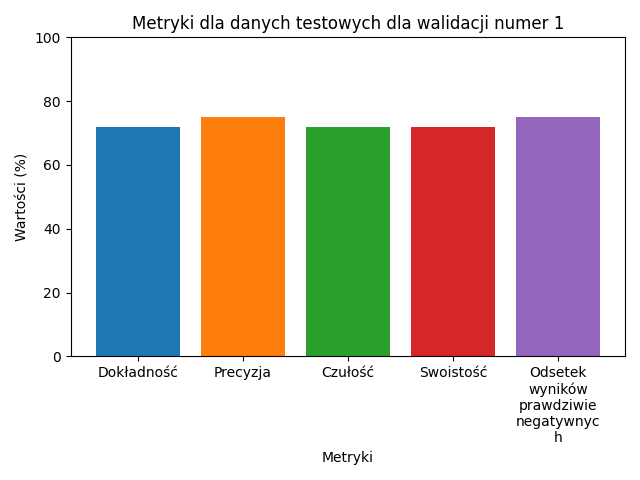 Metryki dla danych testowych dla walidacji numer 1
100
80
60
40
20
0
Wartości (%)
Dokładność
Precyzja
Czułość
Swoistość
Odsetek
wyników
prawdziwie
negatywnyc
h
Metryki